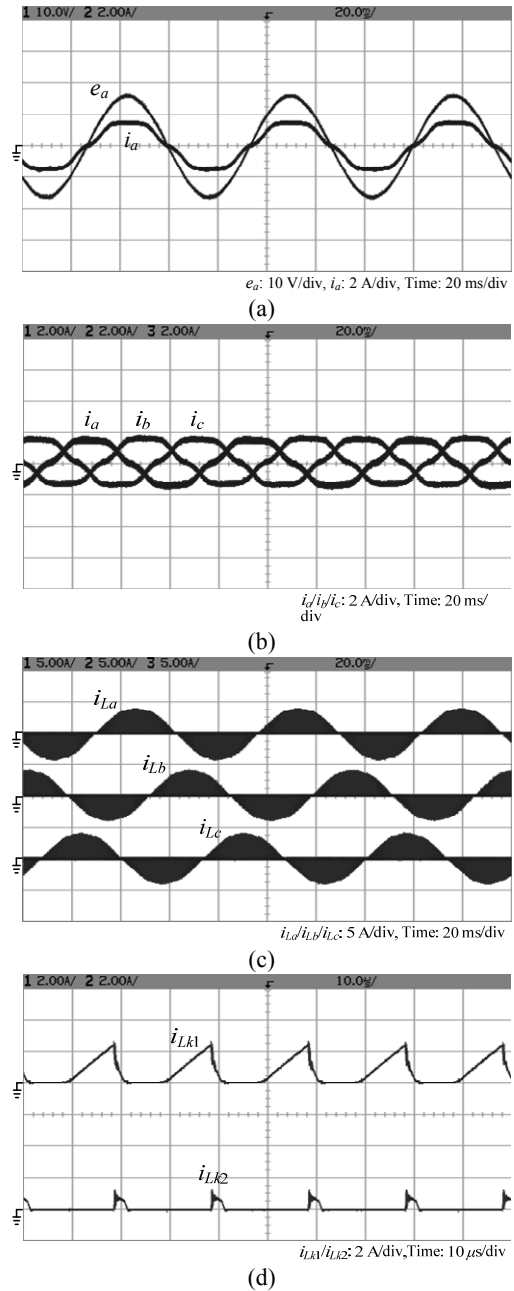 1 10.0V/ 2 2.00A/ 20.0ms/
e_a
i_a
e_a: 10 V/div, i_a: 2 A/div, Time: 20 ms/div
(a)
1 2.00A/ 2 2.00A/ 3 2.00A/ 20.0ms/
i_a i_b i_c
i_a/i_b/i_c: 2 A/div, Time: 20 ms/
div
(b)
1 5.00A/ 2 5.00A/ 3 5.00A/ 20.0ms/
i_La
i_Lb
i_Lc
i_La/i_Lb/i_Lc: 5 A/div, Time: 20 ms/div
(c)
1 2.00A/ 2 2.00A/ 10.0μs/
i_Lk1
i_Lk2
i_Lk1/i_Lk2: 2 A/div,Time: 10 μs/div
(d)